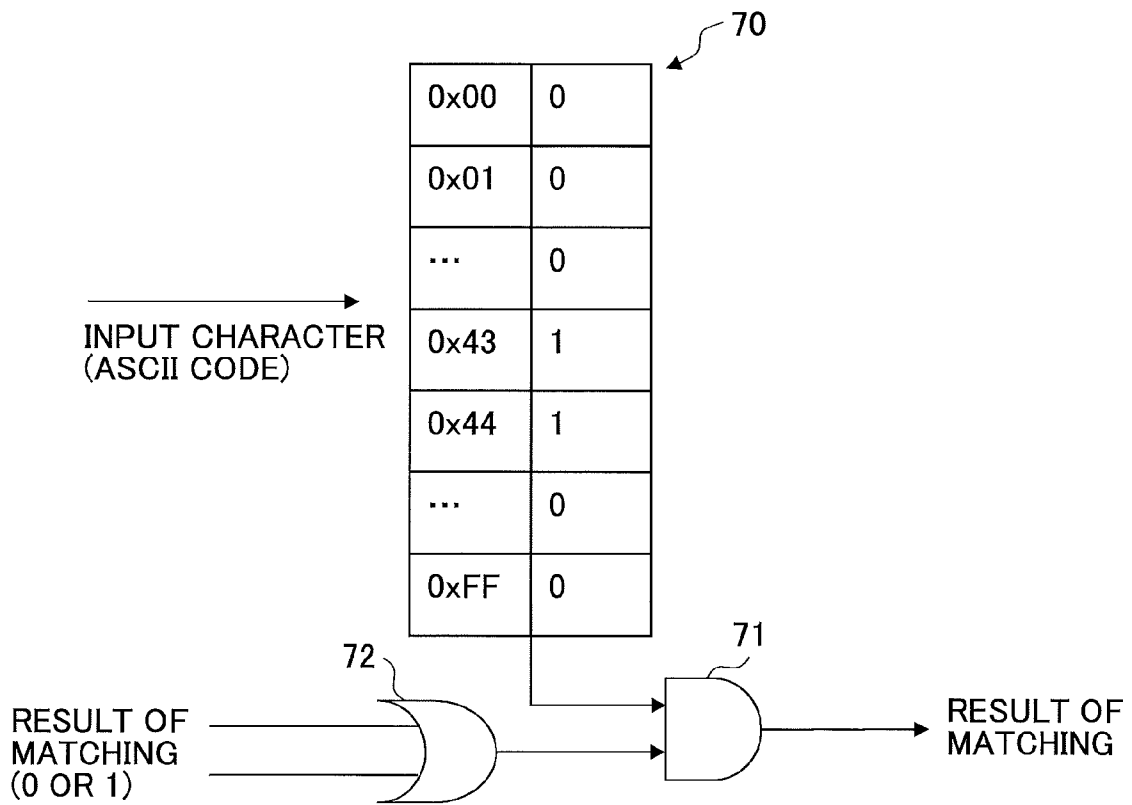 70
0x00 0
0x01 0
... 0
INPUT CHARACTER
(ASCII CODE)
0x43 1
0x44 1
... 0
0xFF 0
72
71
RESULT OF
MATCHING
(0 OR 1)
RESULT OF
MATCHING